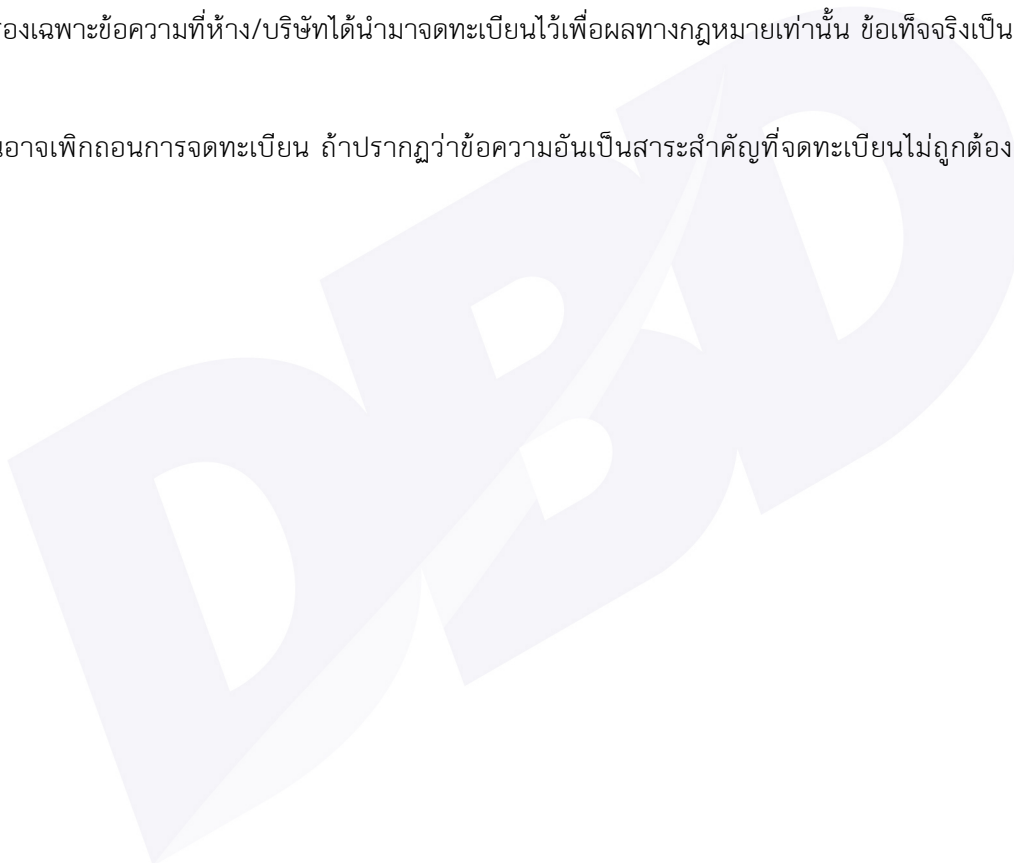 รองเฉพาะข้อความที่ห้าง/บริษัทได้นำมาจดทะเบียนไว้เพื่อผลทางกฎหมายเท่านั้น ข้อเท็จจริงเป็น
อาจเพิกถอนการจดทะเบียน ถ้าปรากฏว่าข้อความอันเป็นสาระสำคัญที่จดทะเบียนไม่ถูกต้อง
DBD